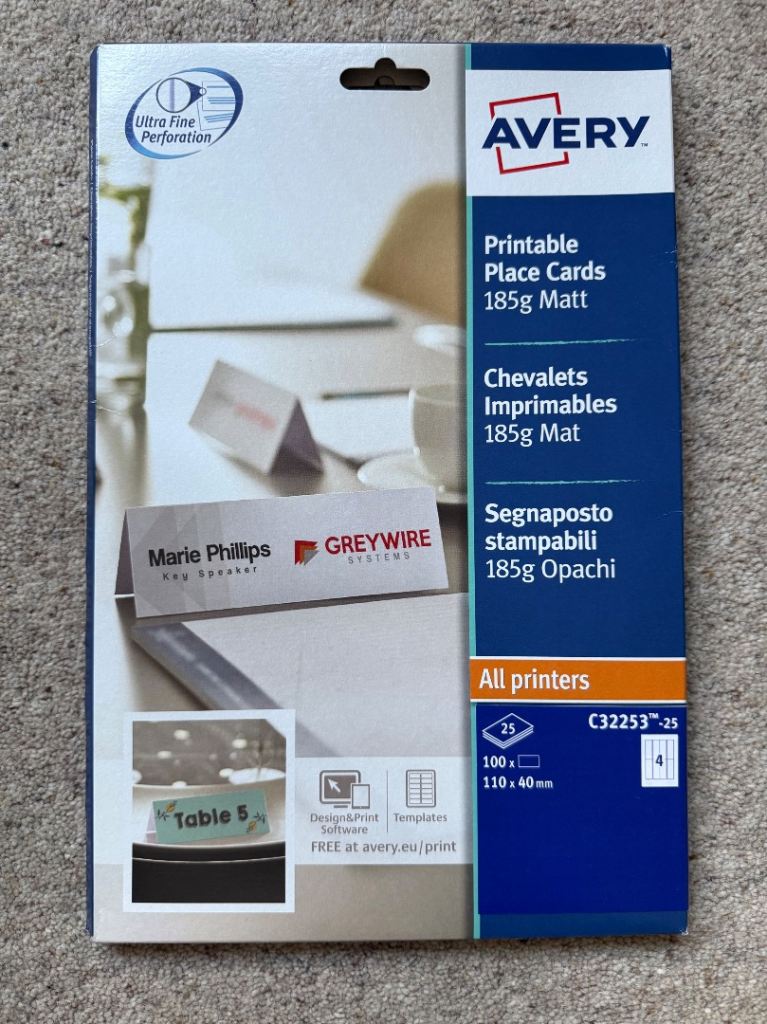 Ultra Fine
Perforation
AVERY™
Printable
Place Cards
185g Matt
Chevalets
Imprimables
185g Mat
Segnaposto
stampabili
185g Opachi
All printers
25
C32253™-25
100 x
4
110 x 40 mm
Marie Phillips
Key Speaker
GREYWIRE
SYSTEMS
Table 5
Design&Print
Software
Templates
FREE at avery.eu/print